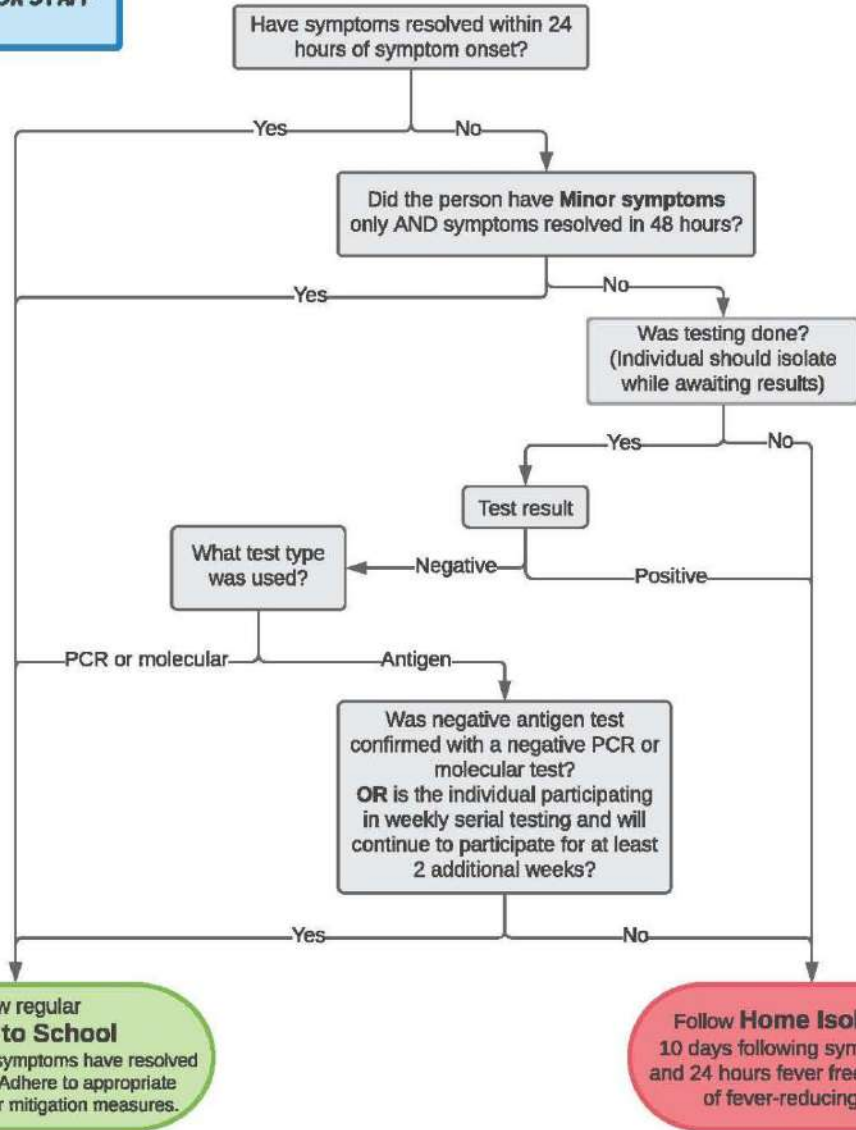 Have symptoms resolved within 24
hours of symptom onset?
Yes
No
Did the person have Minor symptoms
only AND symptoms resolved in 48 hours?
Yes
No
Was testing done?
(Individual should isolate
while awaiting results)
Yes
No
Test result
What test type
was used?
Negative
Positive
PCR or molecular
Antigen
Was negative antigen test
confirmed with a negative PCR or
molecular test?
OR is the individual participating
in weekly serial testing and will
continue to participate for at least
2 additional weeks?
Yes
No
regular
to School
symptoms have resolved
Adhere to appropriate
mitigation measures.
Follow Home
10 days following
and 24 hours fever
of fever-reducing